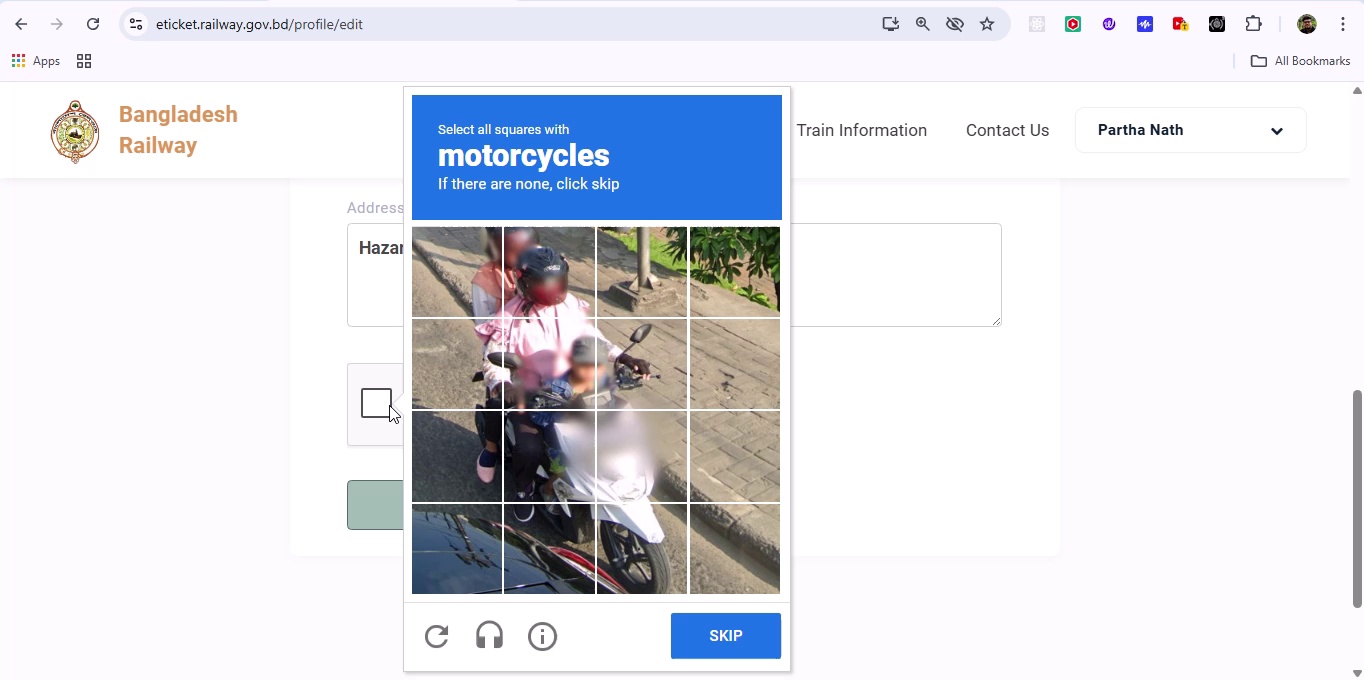 eticket.railway.gov.bd/profile/edit
Apps
All Bookmarks
Bangladesh
Railway
Train Information
Contact Us
Partha Nath
Select all squares with
motorcycles
If there are none, click skip
Address
Hazar
SKIP